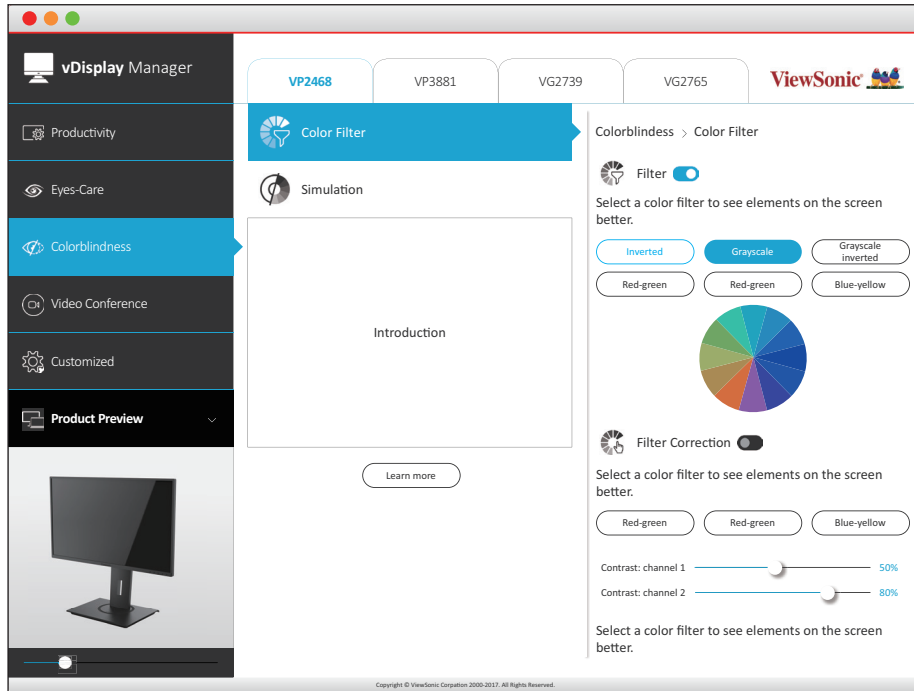 vDisplay Manager
VP2468
VP3881
VG2739
VG2765
ViewSonic
Productivity
Eyes-Care
Colorblindness
Video Conference
Customized
Product Preview
Color Filter
Simulation
Introduction
Learn more
Colorblindess > Color Filter
Filter
Select a color filter to see elements on the screen
better.
Inverted
Grayscale
Grayscale
inverted
Red-green
Red-green
Blue-yellow
Filter Correction
Select a color filter to see elements on the screen
better.
Red-green
Red-green
Blue-yellow
Contrast: channel 1
50%
Contrast: channel 2
80%
Select a color filter to see elements on the screen
better.
Copyright © ViewSonic Corpation 2000-2017. All Rights Reserved.